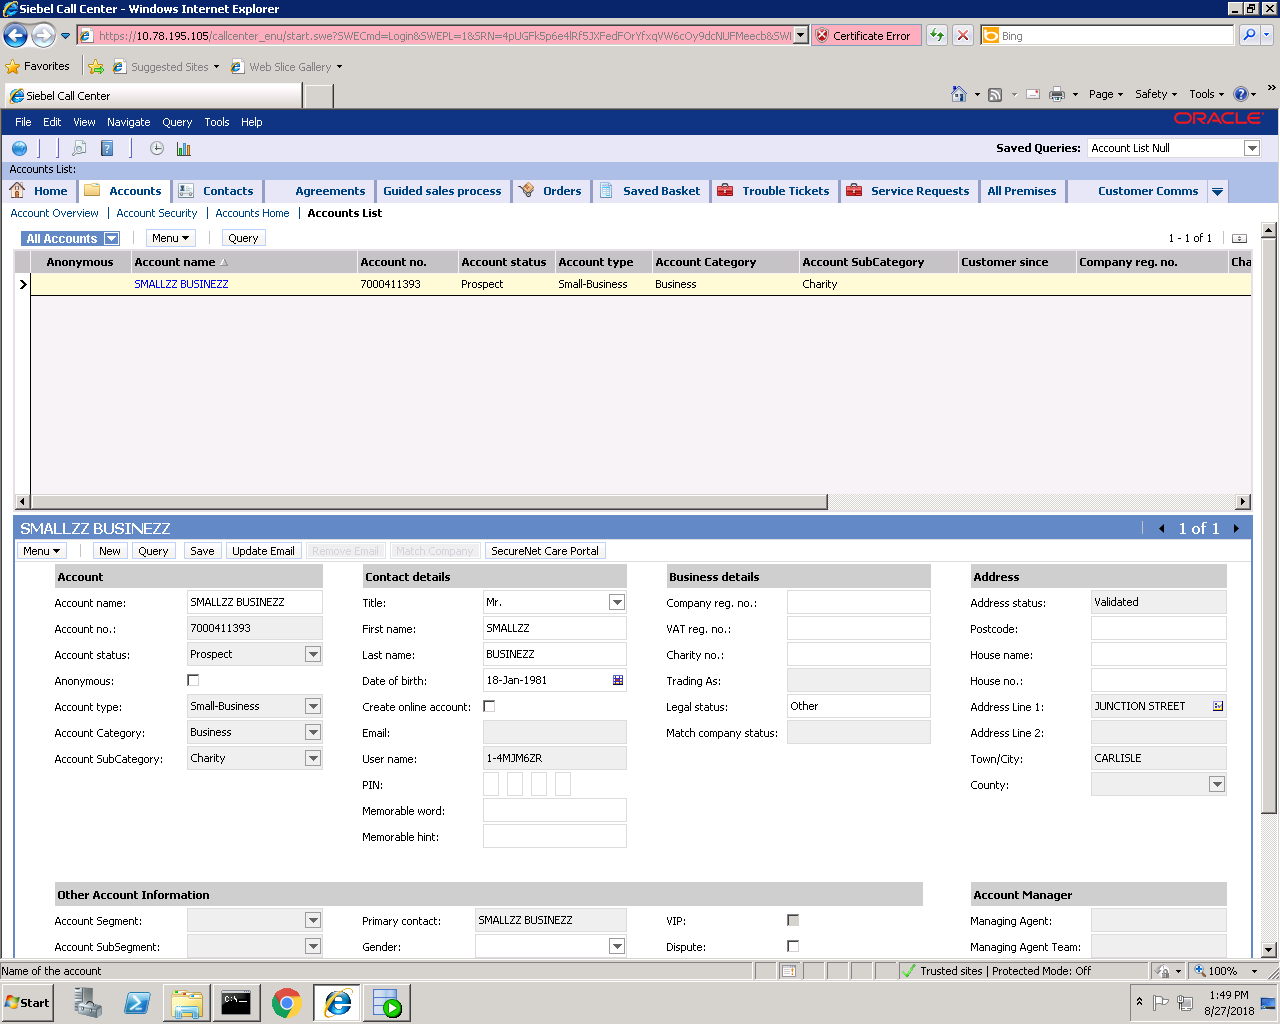 Siebel Call Center - Windows Internet Explorer
https://10.78.195.105/callcenter_enu/start.swe?SWECmd=Login&SWEPL=1&SRN=4pUGFk5p6e4lRf5JXFedFOrYfxqVW6cOy9dcNUFMeecb&SWI Certificate Error Bing
Favorites Suggested Sites Web Slice Gallery
Siebel Call Center Page Safety Tools
File Edit View Navigate Query Tools Help ORACLE
Saved Queries: Account List Null
Accounts List:
Home Accounts Contacts Agreements Guided sales process Orders Saved Basket Trouble Tickets Service Requests All Premises Customer Comms
Account Overview | Account Security | Accounts Home | Accounts List
All Accounts Menu Query 1 - 1 of 1
Anonymous Account name Account no. Account status Account type Account Category Account SubCategory Customer since Company reg. no. Cha
SMALLZZ BUSINEZZ 7000411393 Prospect Small-Business Business Charity
SMALLZZ BUSINEZZ 1 of 1
Menu New Query Save Update Email Remove Email Match Company SecureNet Care Portal
Account Contact details Business details Address
Account name: SMALLZZ BUSINEZZ Title: Mr. Company reg. no.: Address status: Validated
Account no.: 7000411393 First name: SMALLZZ VAT reg. no.: Postcode:
Account status: Prospect Last name: BUSINEZZ Charity no.: House name:
Anonymous: Date of birth: 18-Jan-1981 Trading As: House no.:
Account type: Small-Business Create online account: Legal status: Other Address Line 1: JUNCTION STREET
Account Category: Business Email: Match company status: Address Line 2:
Account SubCategory: Charity User name: 1-4MJM6ZR Town/City: CARLISLE
PIN: County:
Memorable word:
Memorable hint:
Other Account Information Account Manager
Account Segment: Primary contact: SMALLZZ BUSINEZZ VIP: Managing Agent:
Account SubSegment: Gender: Dispute: Managing Agent Team:
Name of the account Trusted sites | Protected Mode: Off 100%
Start 1:49 PM
8/27/2018